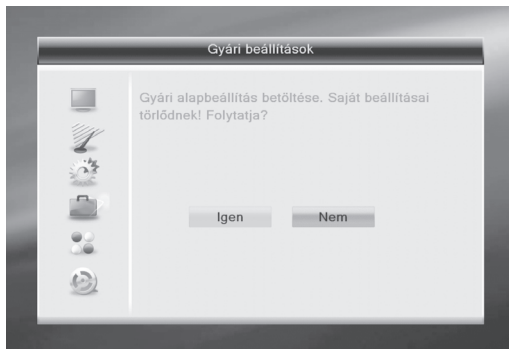 Gyári beállítások
Gyári alapbeállítás betöltése. Saját beállításai
törlődnek! Folytatja?
Igen Nem